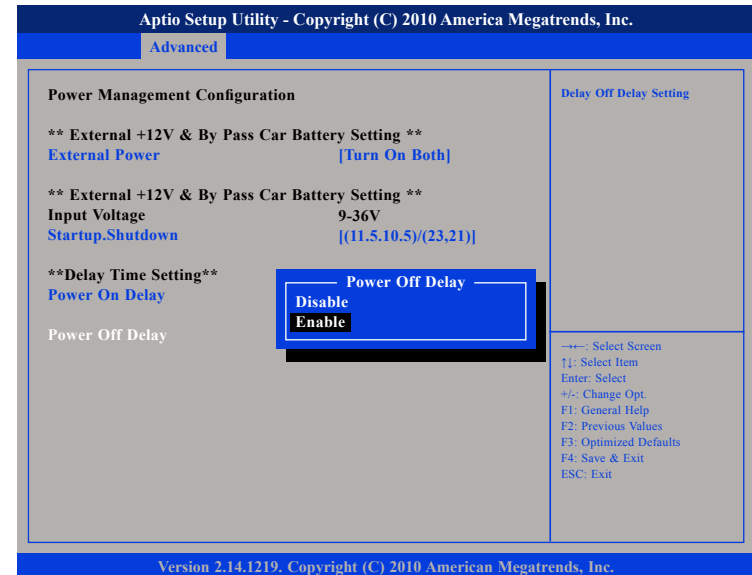 Aptio Setup Utility - Copyright (C) 2010 America Megatrends, Inc.
Advanced
Power Management Configuration
** External +12V & By Pass Car Battery Setting **
External Power [Turn On Both]
** External +12V & By Pass Car Battery Setting **
Input Voltage 9-36V
Startup.Shutdown [(11.5.10.5)/(23,21)]
**Delay Time Setting**
Power On Delay
Power Off Delay
Power Off Delay
Disable
Enable
Delay Off Delay Setting
→←: Select Screen
↑↓: Select Item
Enter: Select
+/-: Change Opt.
F1: General Help
F2: Previous Values
F3: Optimized Defaults
F4: Save & Exit
ESC: Exit
Version 2.14.1219. Copyright (C) 2010 American Megatrends, Inc.